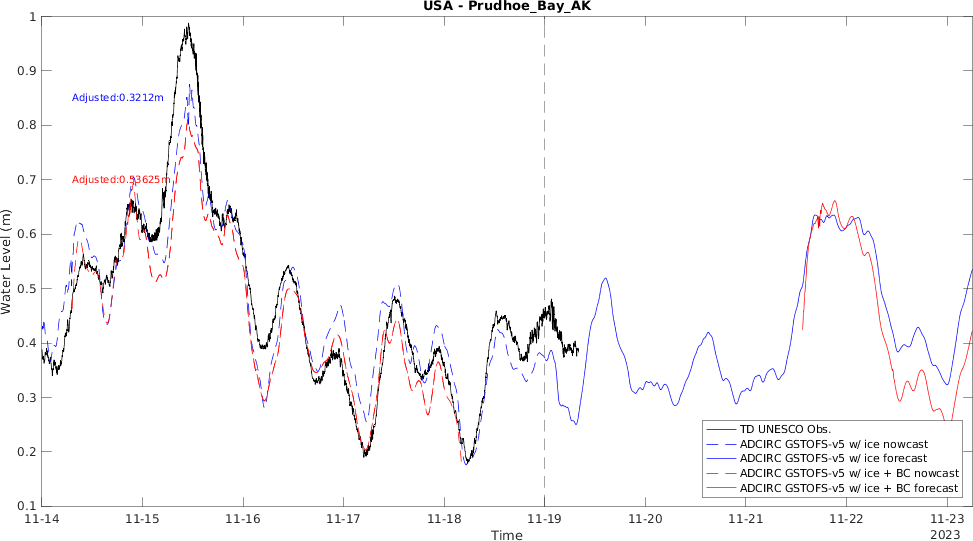 USA - Prudhoe_Bay_AK
1
0.9
0.8
0.7
0.6
0.5
0.4
0.3
0.2
0.1
Water Level (m)
Adjusted:0.3212m
Adjusted:0.53625m
TD UNESCO Obs.
ADCIRC GSTOFS-v5 w/ ice nowcast
ADCIRC GSTOFS-v5 w/ ice forecast
ADCIRC GSTOFS-v5 w/ ice + BC nowcast
ADCIRC GSTOFS-v5 w/ ice + BC forecast
11-14 11-15 11-16 11-17 11-18 11-19 11-20 11-21 11-22 11-23
2023
Time